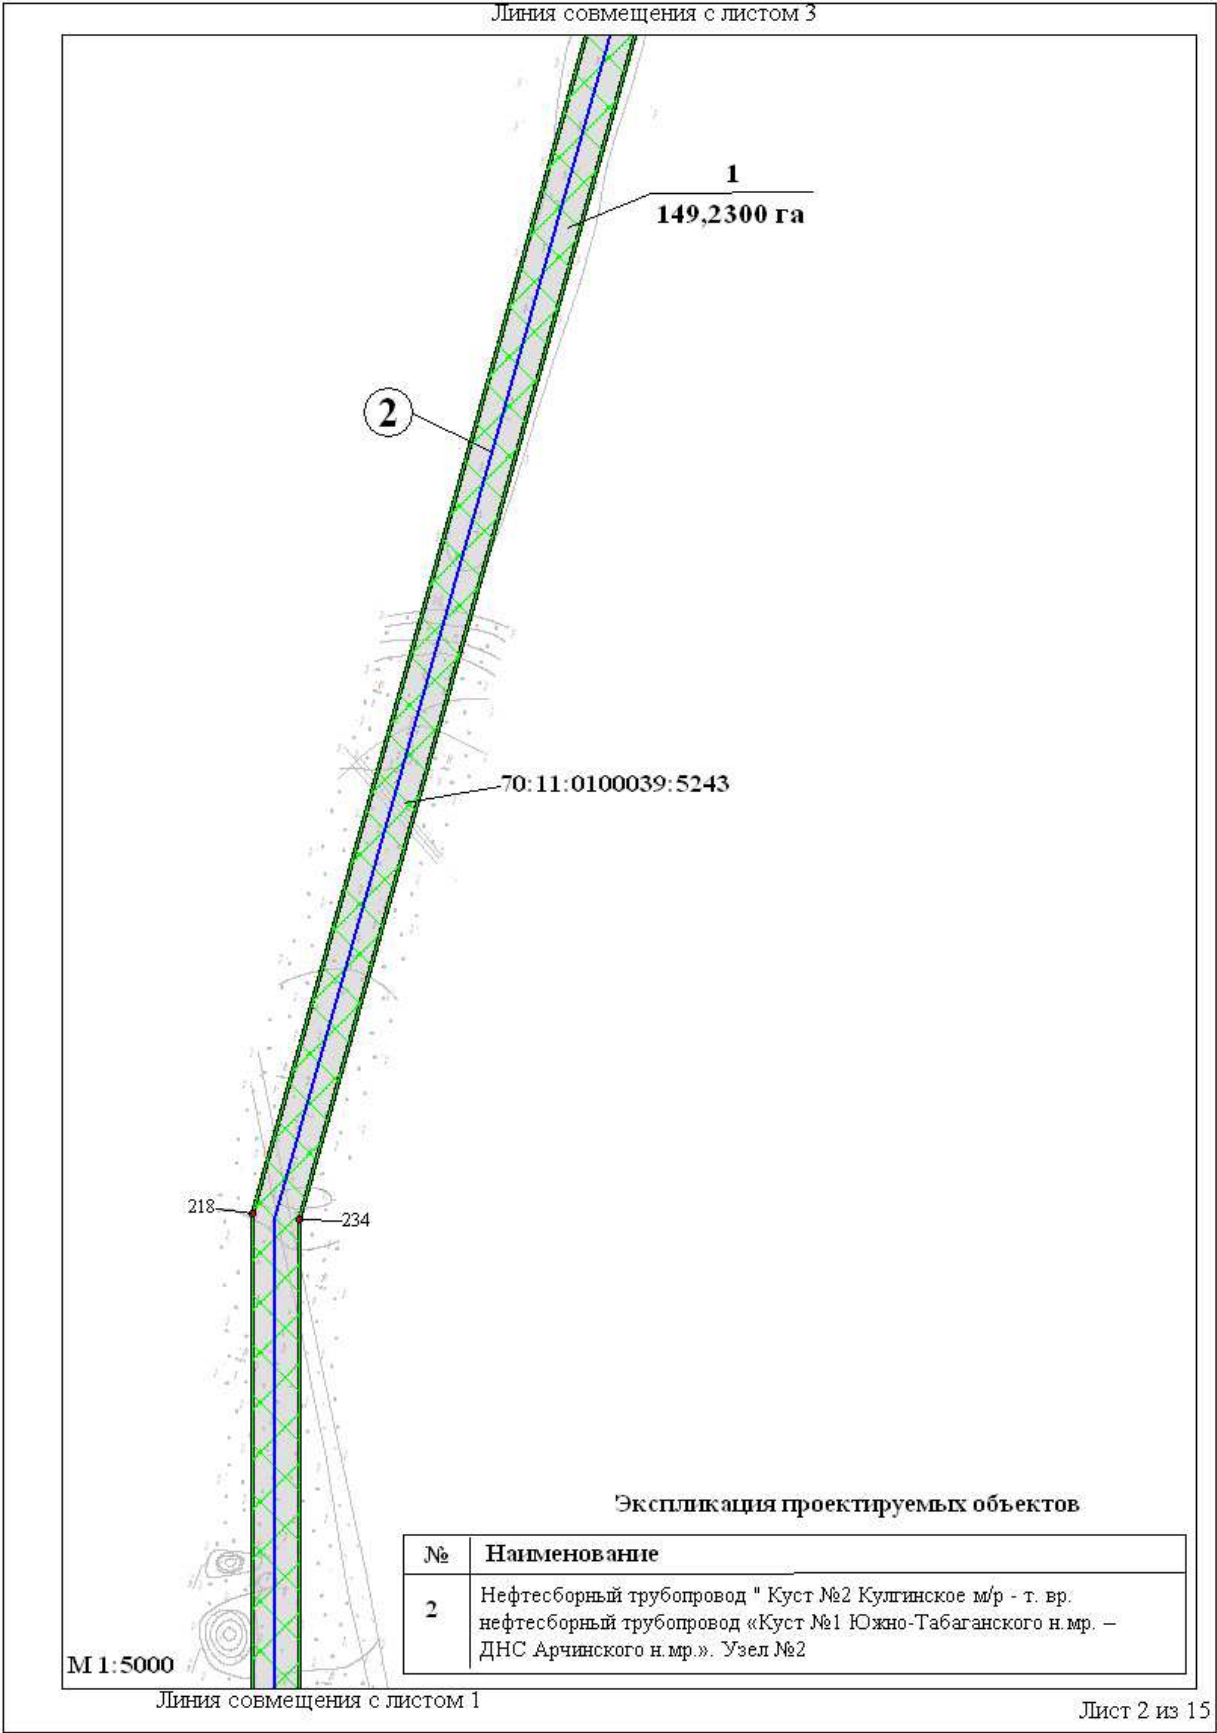 Линия совмещения с листом 3
1
149,2300 га
2
70:11:0100039:5243
218
234
Экспликация проектируемых объектов
№ Наименование
2 Нефтесборный трубопровод " Куст №2 Кулгинское м/р - т. вр.
нефтесборный трубопровод «Куст №1 Южно-Табаганского н.мр. –
ДНС Арчинского н.мр.». Узел №2
М 1:5000
Линия совмещения с листом 1
Лист 2 из 15